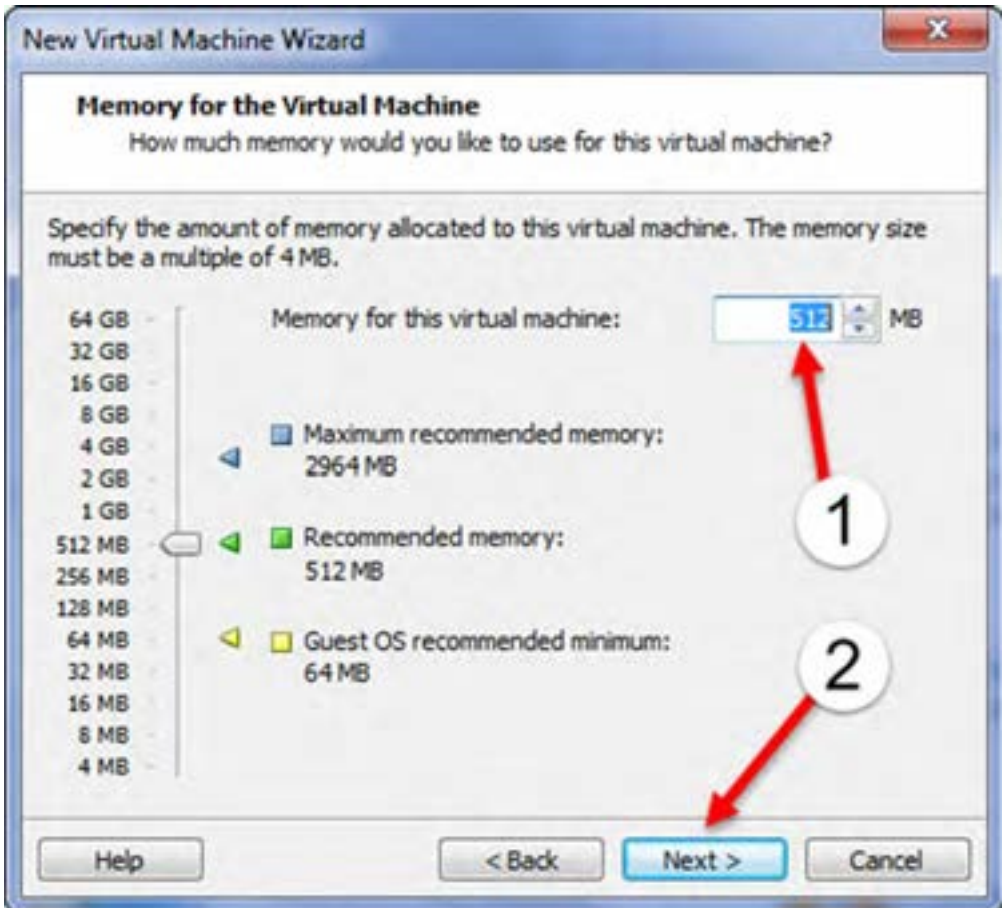 New Virtual Machine Wizard
Memory for the Virtual Machine
How much memory would you like to use for this virtual machine?
Specify the amount of memory allocated to this virtual machine. The memory size
must be a multiple of 4 MB.
64 GB
Memory for this virtual machine:
512
MB
32 GB
16 GB
8 GB
4 GB
Maximum recommended memory:
2964 MB
2 GB
1 GB
1
512 MB
Recommended memory:
512 MB
256 MB
128 MB
64 MB
Guest OS recommended minimum:
64 MB
2
32 MB
16 MB
8 MB
4 MB
Help
< Back
Next >
Cancel